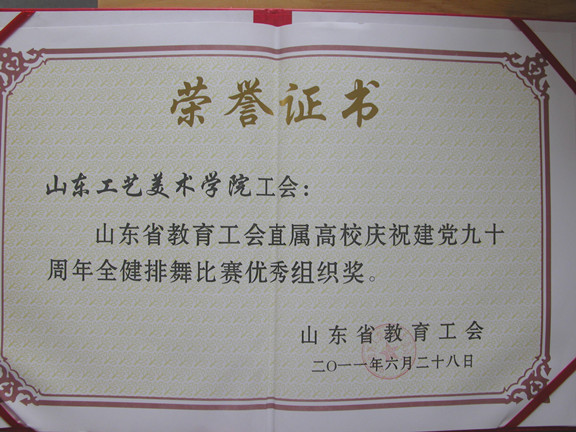 荣誉证书
山东工艺美术学院工会：
山东省教育工会直属高校庆祝建党九十
周年全健排舞比赛优秀组织奖。
山东省教育工会
二〇一一年六月二十八日